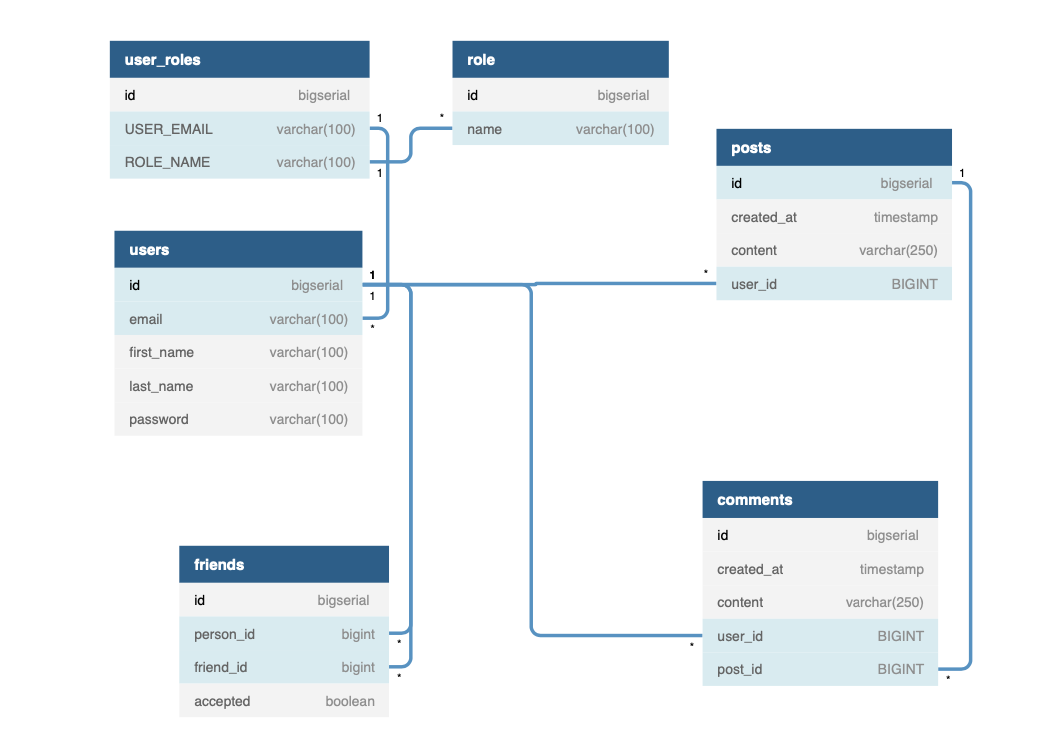 user_roles
id bigserial
USER_EMAIL varchar(100)
ROLE_NAME varchar(100)
1
1
role
id bigserial
name varchar(100)
*
users
id bigserial
email varchar(100)
first_name varchar(100)
last_name varchar(100)
password varchar(100)
1
1
*
posts
id bigserial
created_at timestamp
content varchar(250)
user_id BIGINT
1
*
friends
id bigserial
person_id bigint
friend_id bigint
accepted boolean
*
*
comments
id bigserial
created_at timestamp
content varchar(250)
user_id BIGINT
post_id BIGINT
*
*